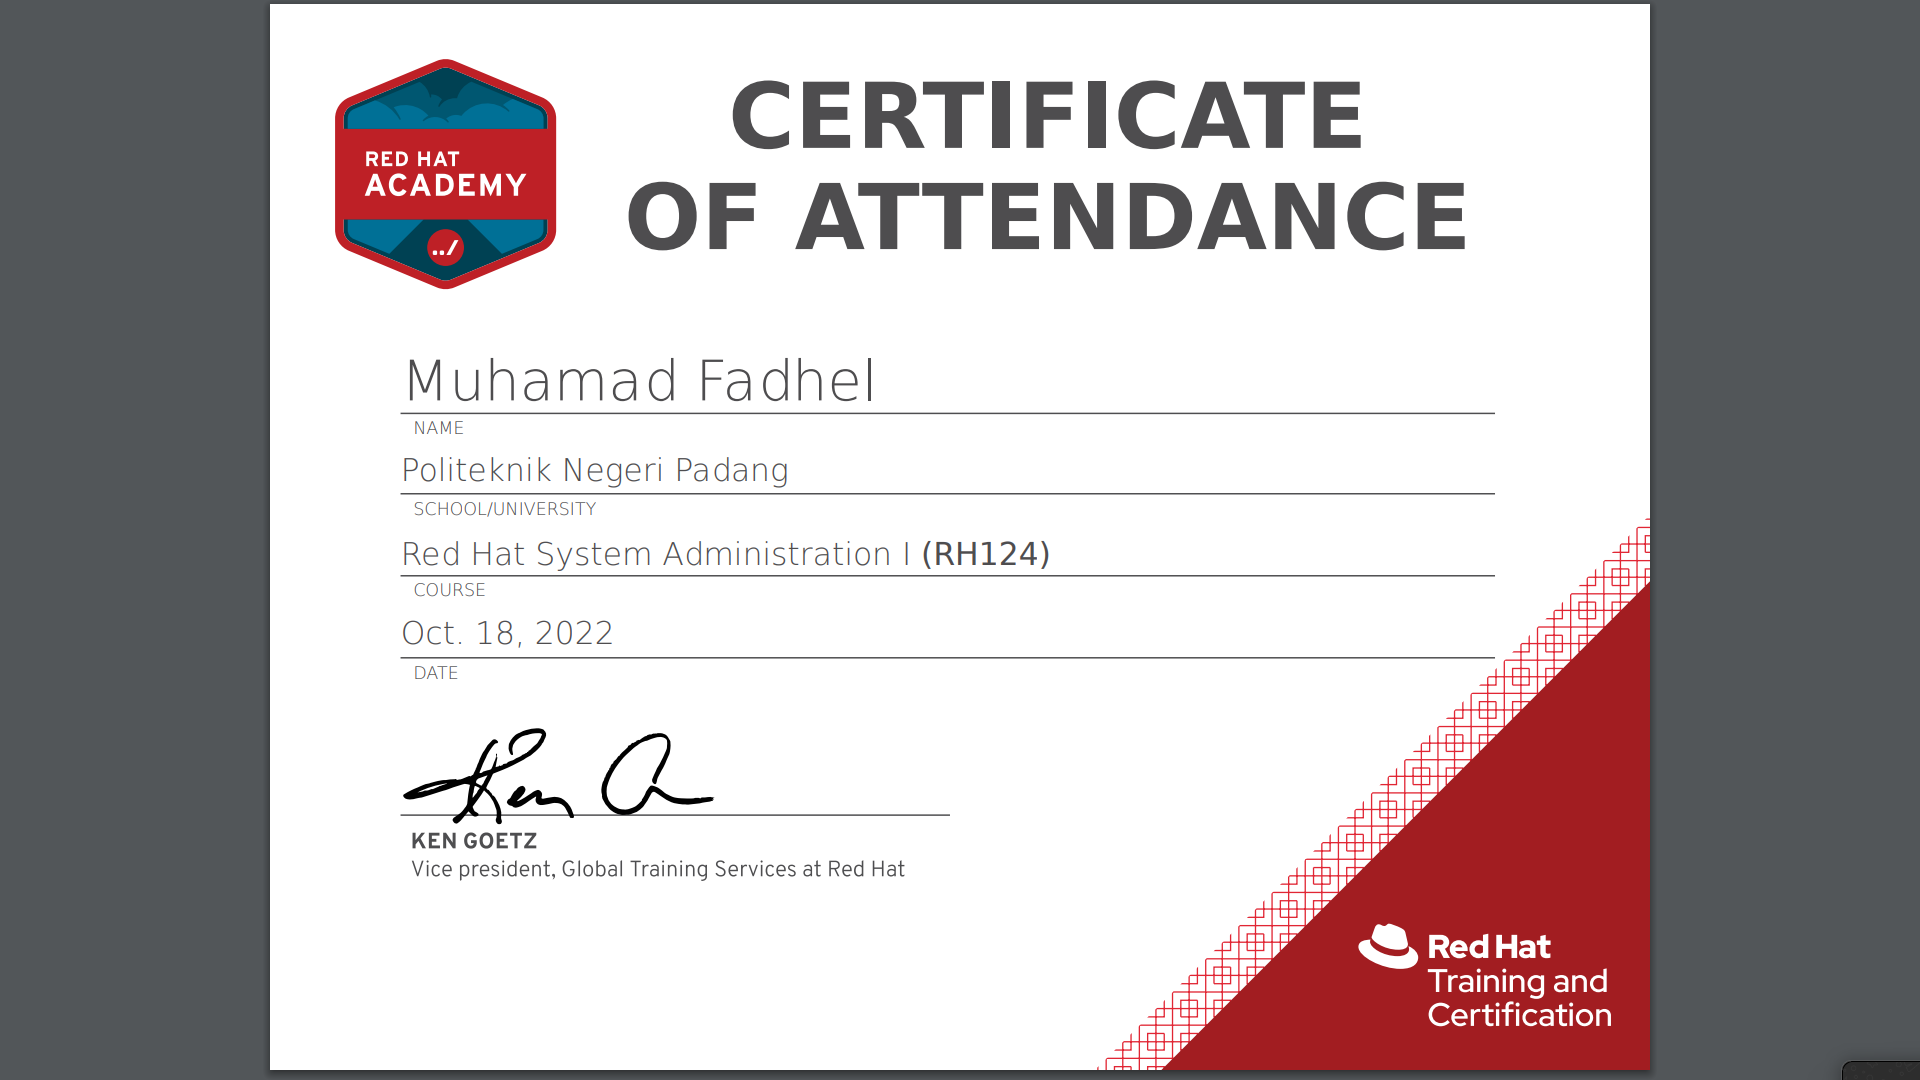 RED HAT
ACADEMY
../
CERTIFICATE
OF ATTENDANCE
Muhamad Fadhel
NAME
Politeknik Negeri Padang
SCHOOL/UNIVERSITY
Red Hat System Administration I (RH124)
COURSE
Oct. 18, 2022
DATE
Ken G
KEN GOETZ
Vice president, Global Training Services at Red Hat
Red Hat
Training and
Certification